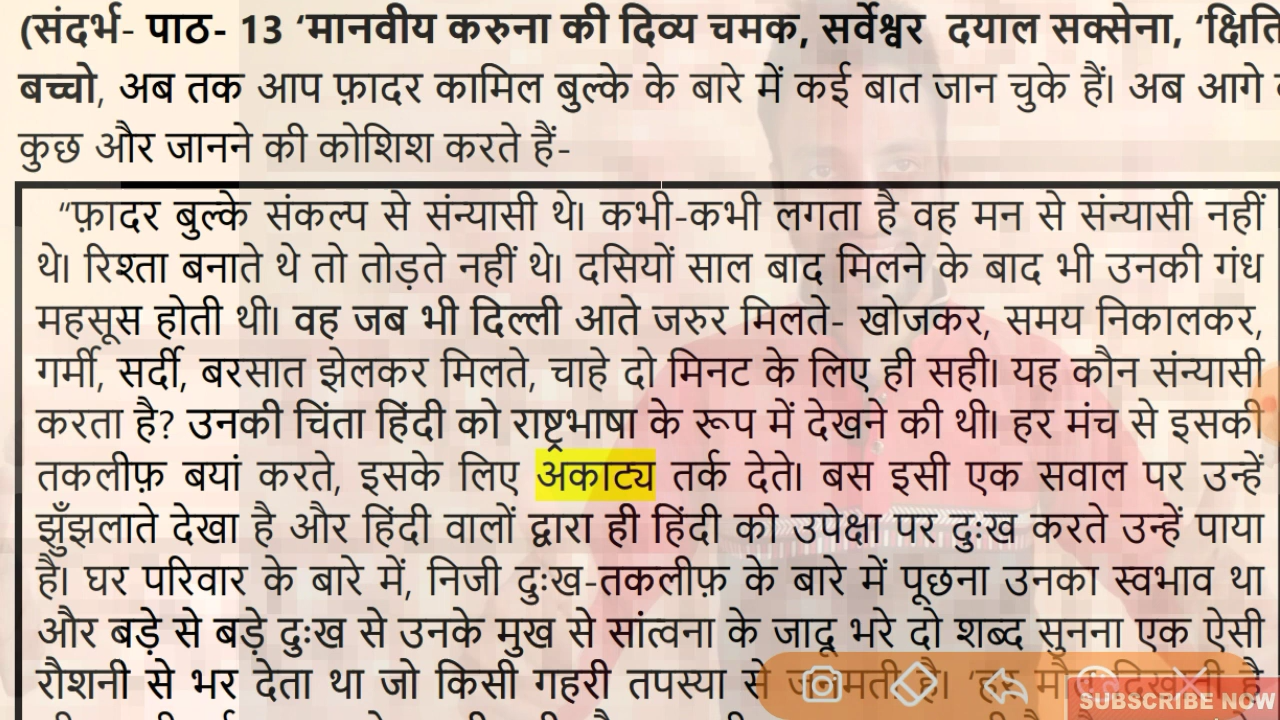 (संदर्भ- पाठ- 13 ‘मानवीय करुना की दिव्य चमक, सर्वेश्वर दयाल सक्सेना, ‘क्षिति
बच्चो, अब तक आप फ़ादर कामिल बुल्के के बारे में कई बात जान चुके हैं। अब आगे
कुछ और जानने की कोशिश करते हैं-
“फ़ादर बुल्के संकल्प से संन्यासी थे। कभी-कभी लगता है वह मन से संन्यासी नहीं
थे। रिश्ता बनाते थे तो तोड़ते नहीं थे। दसियों साल बाद मिलने के बाद भी उनकी गंध
महसूस होती थी। वह जब भी दिल्ली आते जरुर मिलते- खोजकर, समय निकालकर,
गर्मी, सर्दी, बरसात झेलकर मिलते, चाहे दो मिनट के लिए ही सही। यह कौन संन्यासी
करता है? उनकी चिंता हिंदी को राष्ट्रभाषा के रूप में देखने की थी। हर मंच से इसकी
तकलीफ़ बयां करते, इसके लिए अकाट्य तर्क देते। बस इसी एक सवाल पर उन्हें
झुँझलाते देखा है और हिंदी वालों द्वारा ही हिंदी की उपेक्षा पर दुःख करते उन्हें पाया
है। घर परिवार के बारे में, निजी दुःख-तकलीफ़ के बारे में पूछना उनका स्वभाव था
और बड़े से बड़े दुःख से उनके मुख से सांत्वना के जादू भरे दो शब्द सुनना एक ऐसी
रौशनी से भर देता था जो किसी गहरी तपस्या से है।
SUBSCRIBE NOW